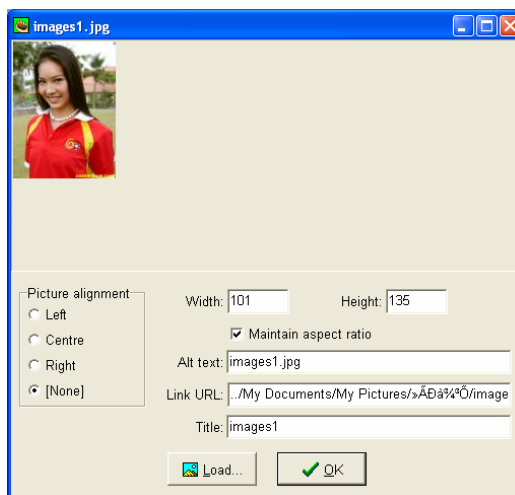 images1.jpg
Picture alignment
Left
Centre
Right
[None]
Width: 101
Height: 135
Maintain aspect ratio
Alt text: images1.jpg
Link URL: ../My Documents/My Pictures/»ÃÐà¾ªÕ/image
Title: images1
Load...
OK